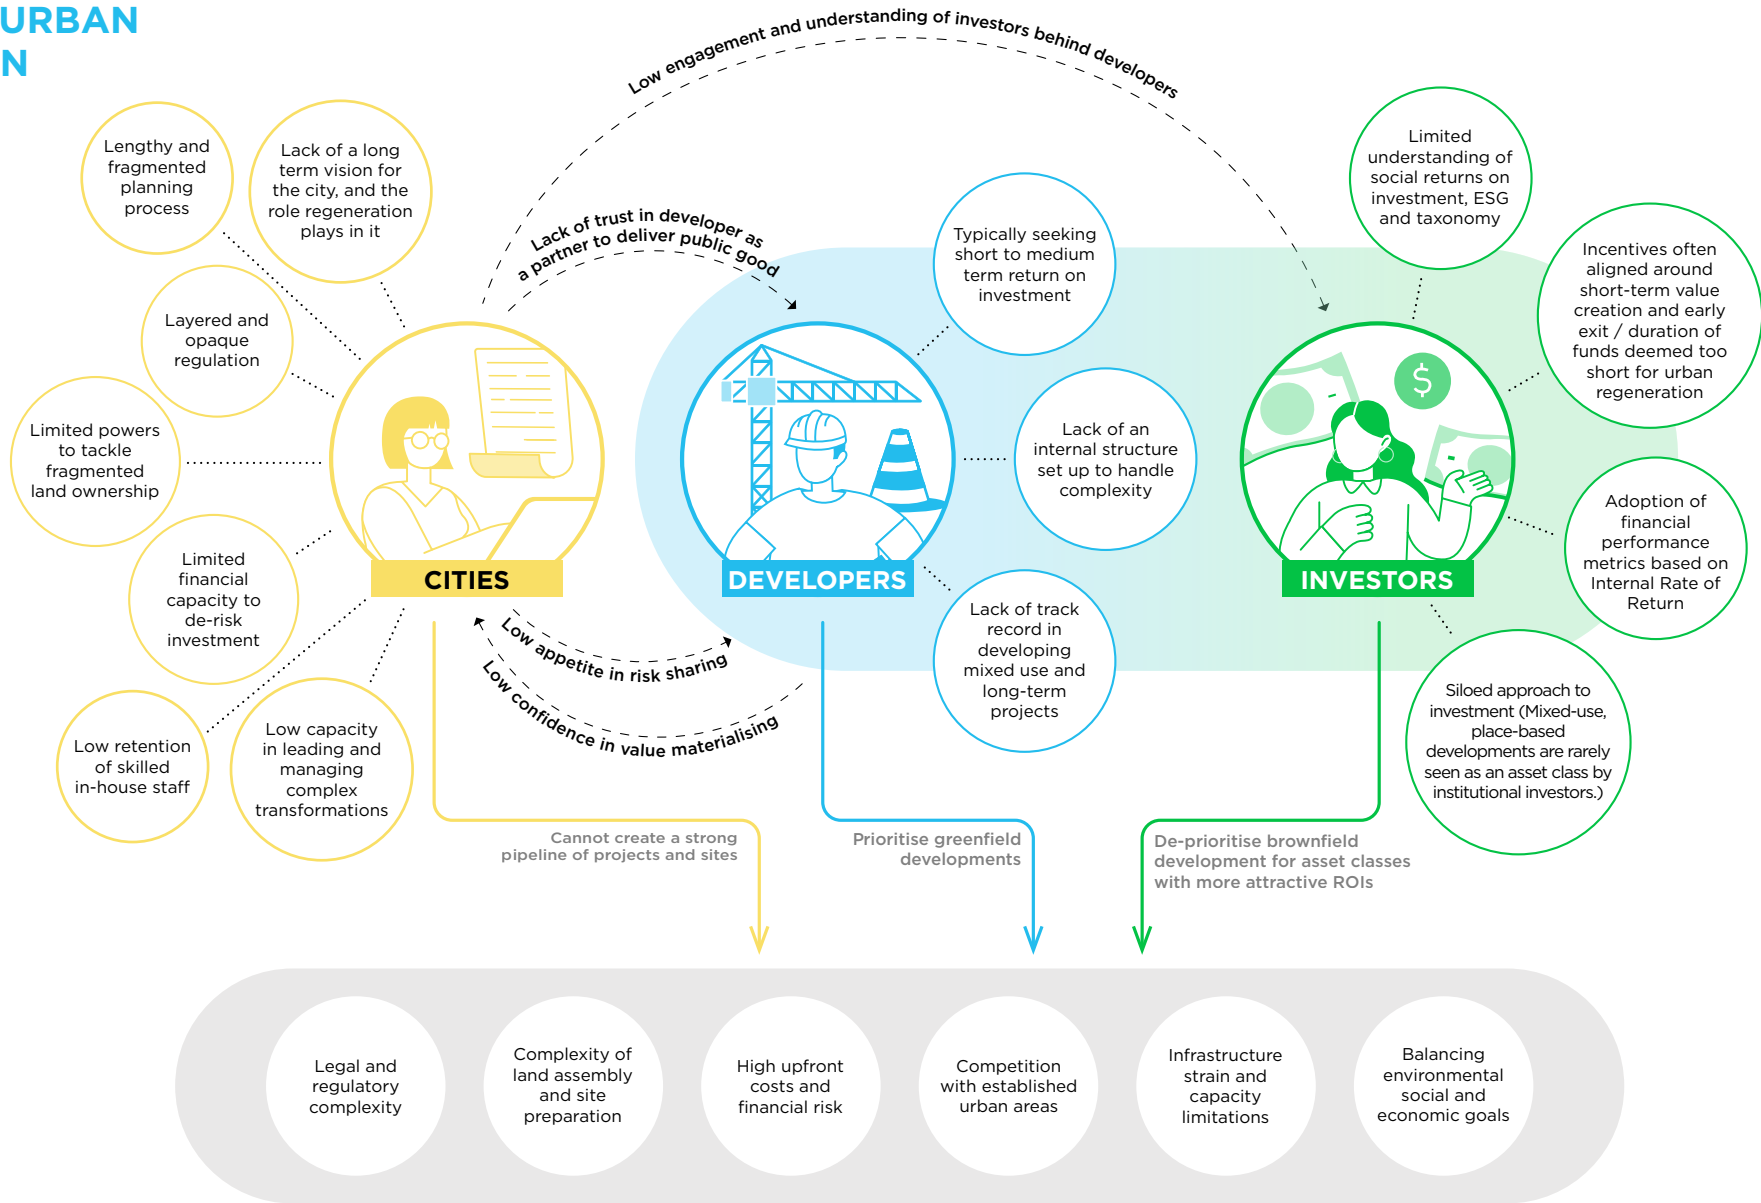 URBAN
N
Low engagement and understanding of investors behind developers
Lengthy and
fragmented
planning
process
Lack of a long
term vision for
the city, and the
role regeneration
plays in it
Layered and
opaque
regulation
Limited powers
to tackle
fragmented
land ownership
Limited
financial
capacity to
de-risk
investment
Low retention
of skilled
in-house staff
Low capacity
in leading and
managing
complex
transformations
CITIES
Lack of trust in developer as
a partner to deliver public good
Low appetite in risk sharing
Low confidence in value materialising
Typically seeking
short to medium
term return on
investment
Lack of an
internal structure
set up to handle
complexity
Lack of track
record in
developing
mixed use and
long-term
projects
DEVELOPERS
Limited
understanding of
social returns on
investment, ESG
and taxonomy
Incentives often
aligned around
short-term value
creation and early
exit / duration of
funds deemed too
short for urban
regeneration
Adoption of
financial
performance
metrics based on
Internal Rate of
Return
Siloed approach to
investment (Mixed-use,
place-based
developments are rarely
seen as an asset class by
institutional investors.)
$
INVESTORS
Cannot create a strong
pipeline of projects and sites
Prioritise greenfield
developments
De-prioritise brownfield
development for asset classes
with more attractive ROIs
Legal and
regulatory
complexity
Complexity of
land assembly
and site
preparation
High upfront
costs and
financial risk
Competition
with established
urban areas
Infrastructure
strain and
capacity
limitations
Balancing
environmental
social and
economic goals